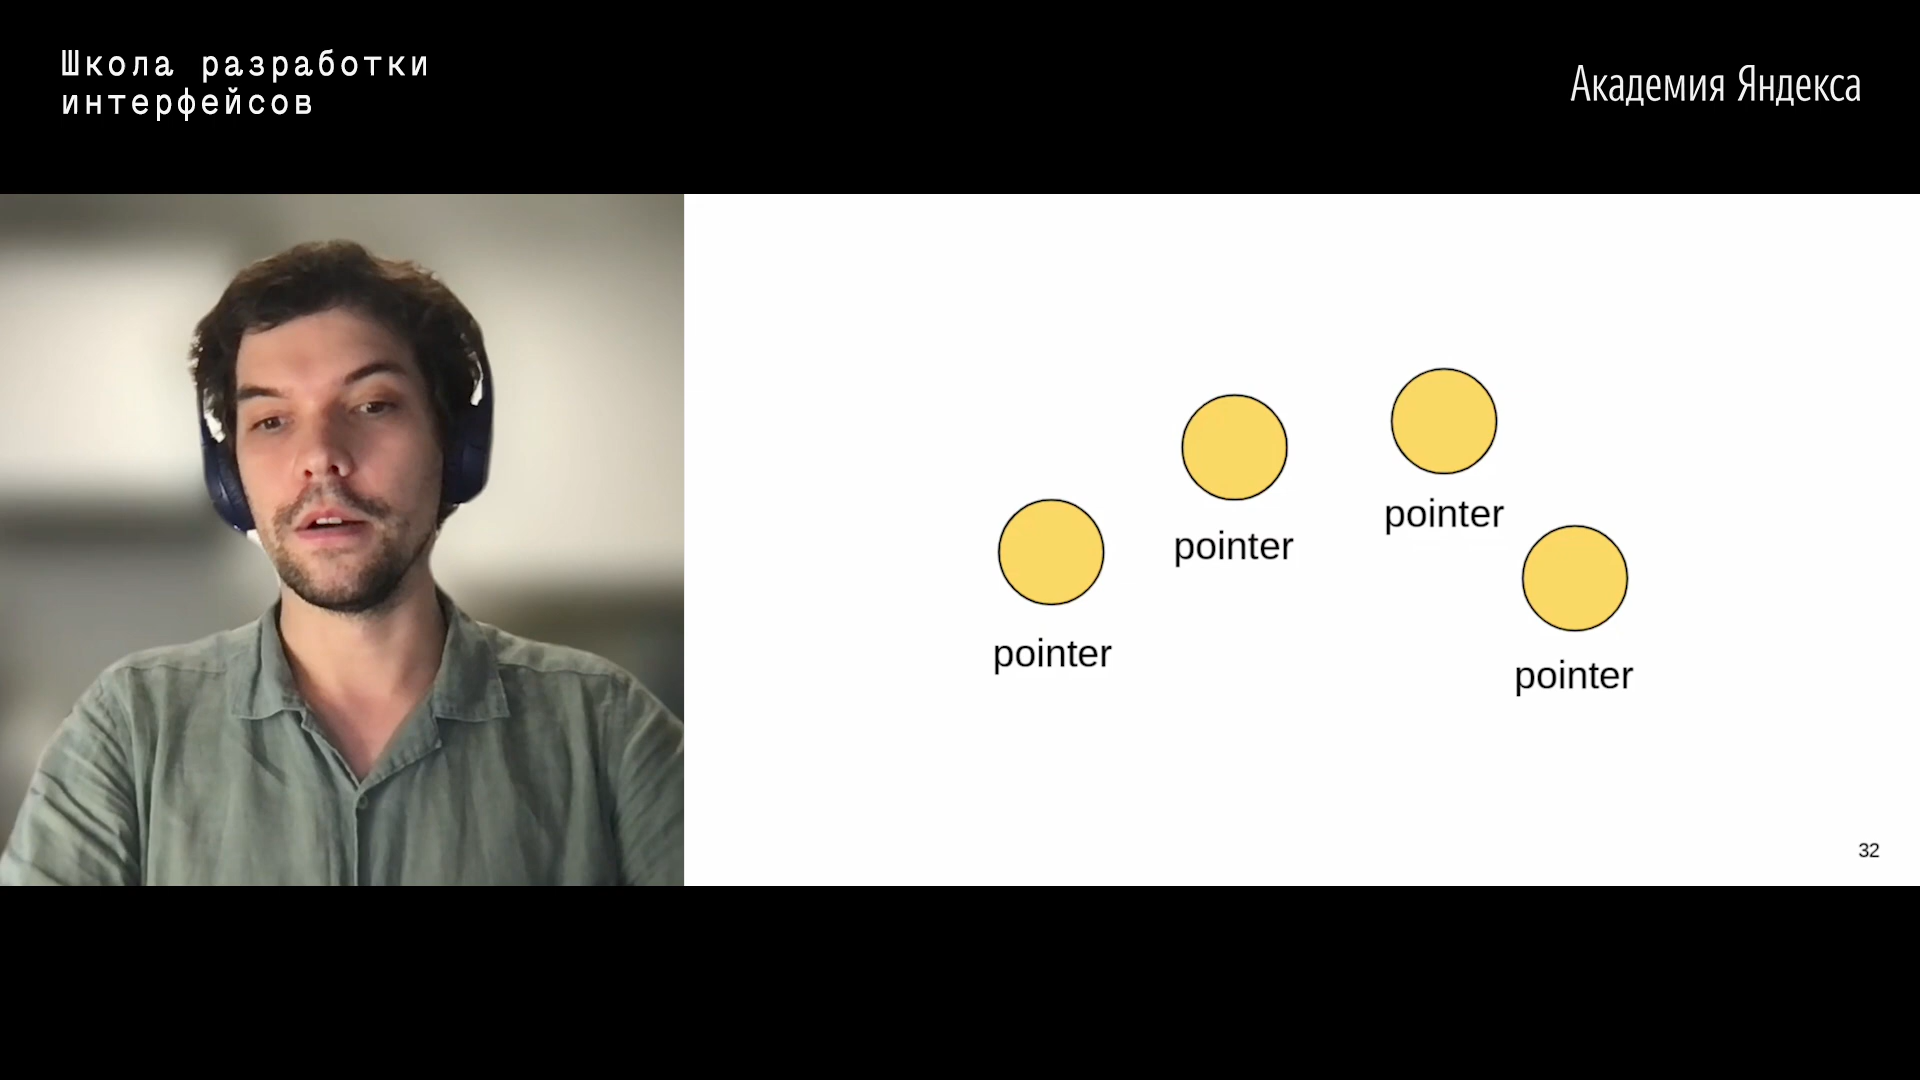 Школа разработки
интерфейсов
Академия Яндекса
pointer
pointer
pointer
pointer
32